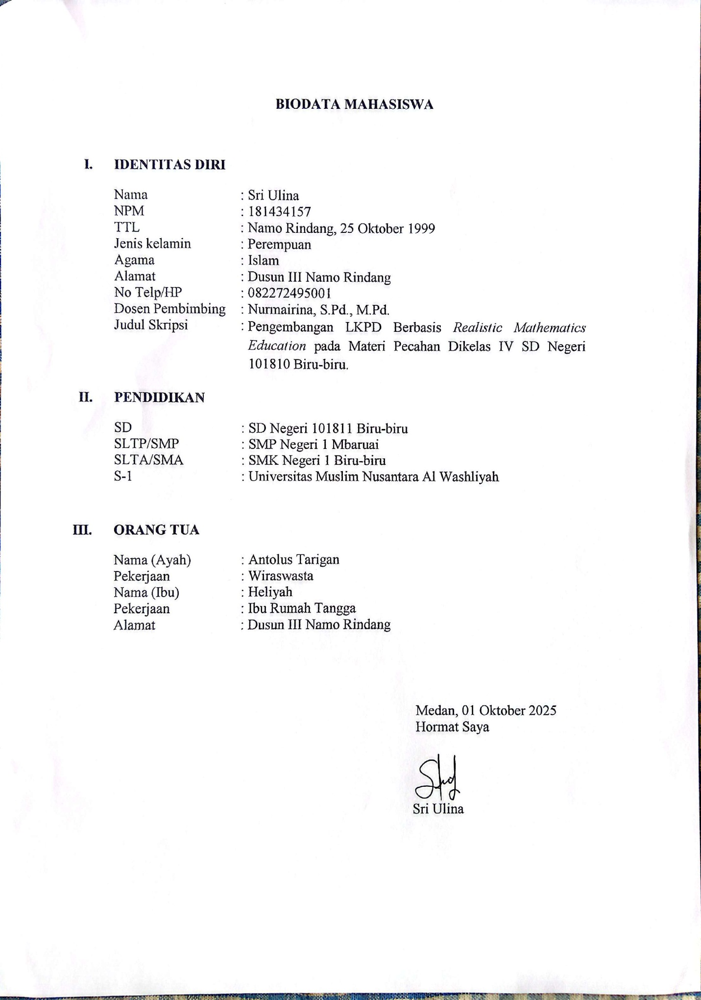 BIODATA MAHASISWA
I. IDENTITAS DIRI
Nama : Sri Ulina
NPM : 181434157
TTL : Namo Rindang, 25 Oktober 1999
Jenis kelamin : Perempuan
Agama : Islam
Alamat : Dusun III Namo Rindang
No Telp/HP : 082272495001
Dosen Pembimbing : Nurmairina, S.Pd., M.Pd.
Judul Skripsi : Pengembangan LKPD Berbasis Realistic Mathematics
Education pada Materi Pecahan Dikelas IV SD Negeri
101810 Biru-biru.
II. PENDIDIKAN
SD : SD Negeri 101811 Biru-biru
SLTP/SMP : SMP Negeri 1 Mbaruai
SLTA/SMA : SMK Negeri 1 Biru-biru
S-1 : Universitas Muslim Nusantara Al Washliyah
III. ORANG TUA
Nama (Ayah) : Antolus Tarigan
Pekerjaan : Wiraswasta
Nama (Ibu) : Heliyah
Pekerjaan : Ibu Rumah Tangga
Alamat : Dusun III Namo Rindang
Medan, 01 Oktober 2025
Hormat Saya
Sri Ulina